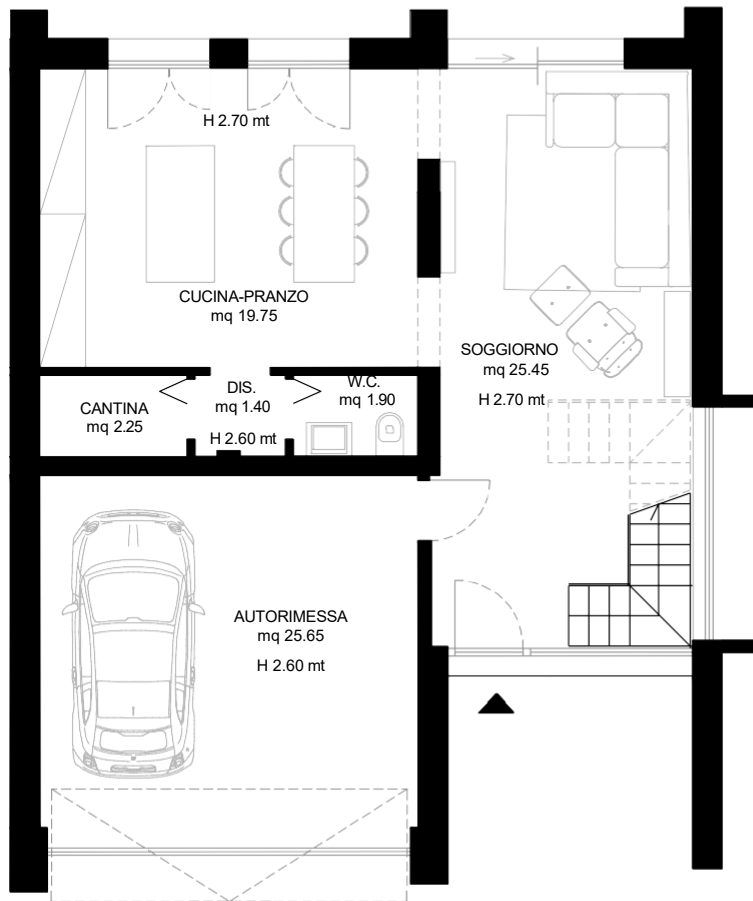 H 2.70 mt
CUCINA-PRANZO
mq 19.75
SOGGIORNO
mq 25.45
H 2.70 mt
CANTINA
mq 2.25
DIS.
mq 1.40
H 2.60 mt
W.C.
mq 1.90
AUTORIMESSA
mq 25.65
H 2.60 mt